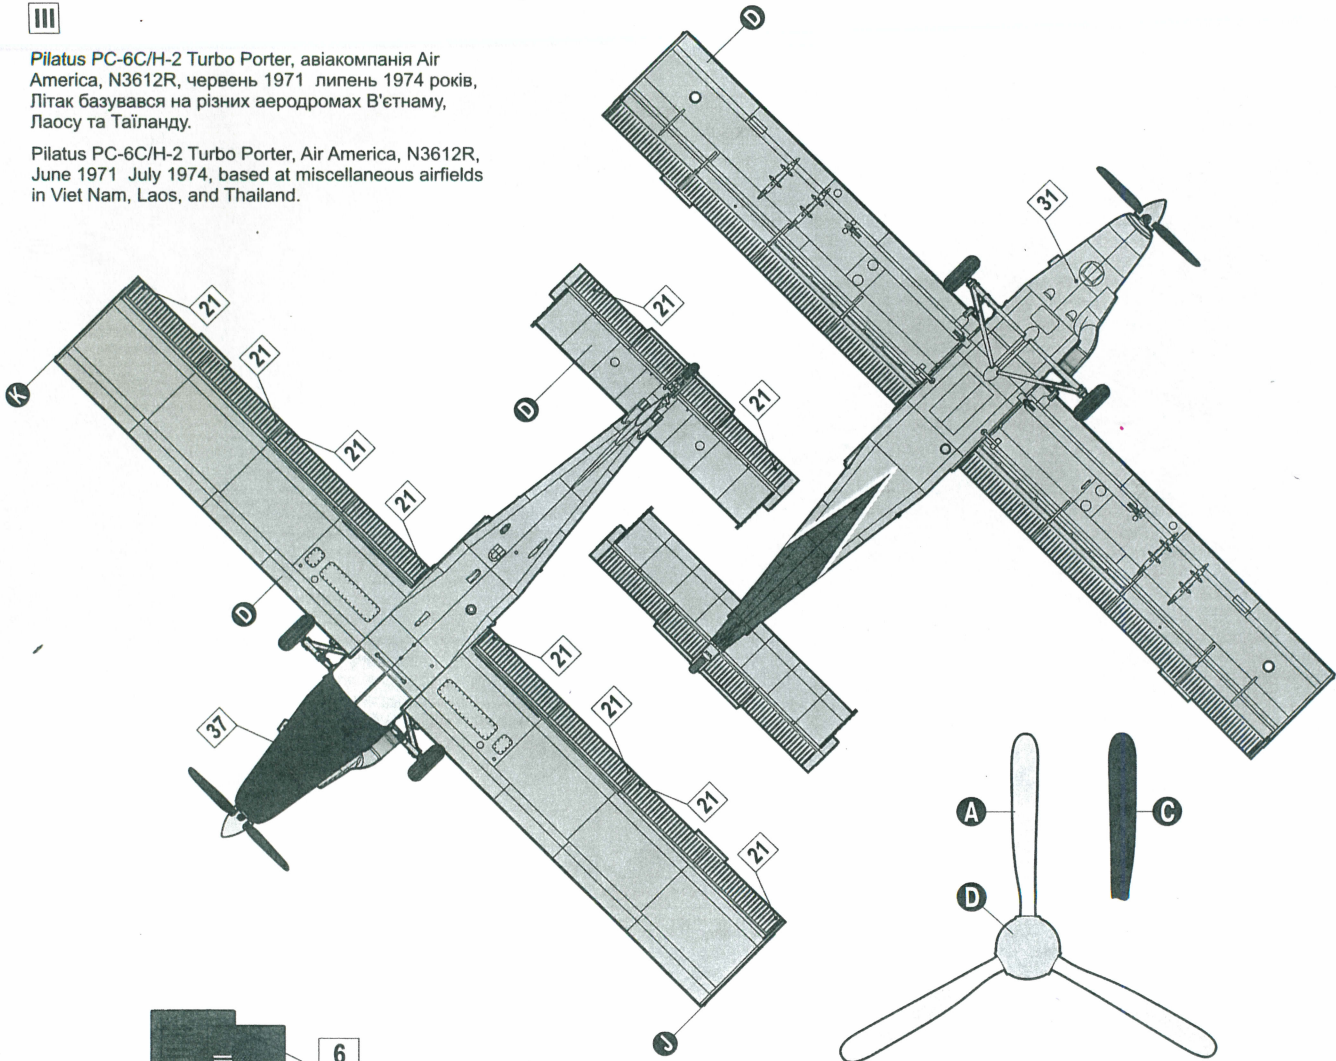 III
Pilatus PC-6C/H-2 Turbo Porter, авіакомпанія Air
America, N3612R, червень 1971 липень 1974 років,
Літак базувався на різних аеродромах В'єтнаму,
Лаосу та Таїланду.
Pilatus PC-6C/H-2 Turbo Porter, Air America, N3612R,
June 1971 July 1974, based at miscellaneous airfields
in Viet Nam, Laos, and Thailand.
D
31
21
21
21
K
21
D
21
21
21
D
21
21
37
21
A
C
21
D
J
6